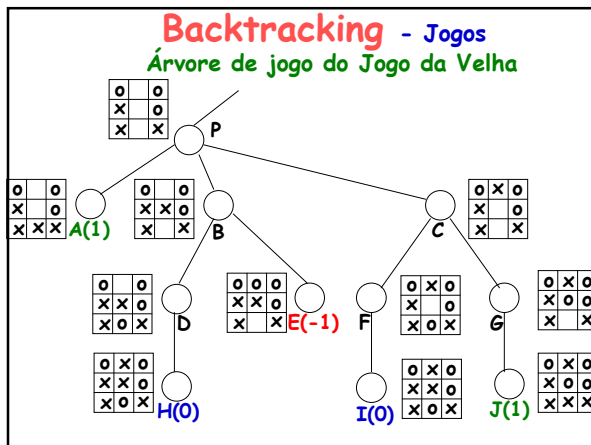 Backtracking - Jogos
Árvore de jogo do Jogo da Velha
o o
x o
x x
P
o o
x o
x x x
A(1)
o o
x x o
x x
B
o x o
x o
x x
C
o o
x x o
x o x
D
o o o
x x o
x x
E(-1)
o x o
x o
x o x
F
o x o
x o o
x x
G
o x o
x x o
x o x
H(0)
o x o
x x o
x o x
I(0)
o x o
x o o
x x x
J(1)